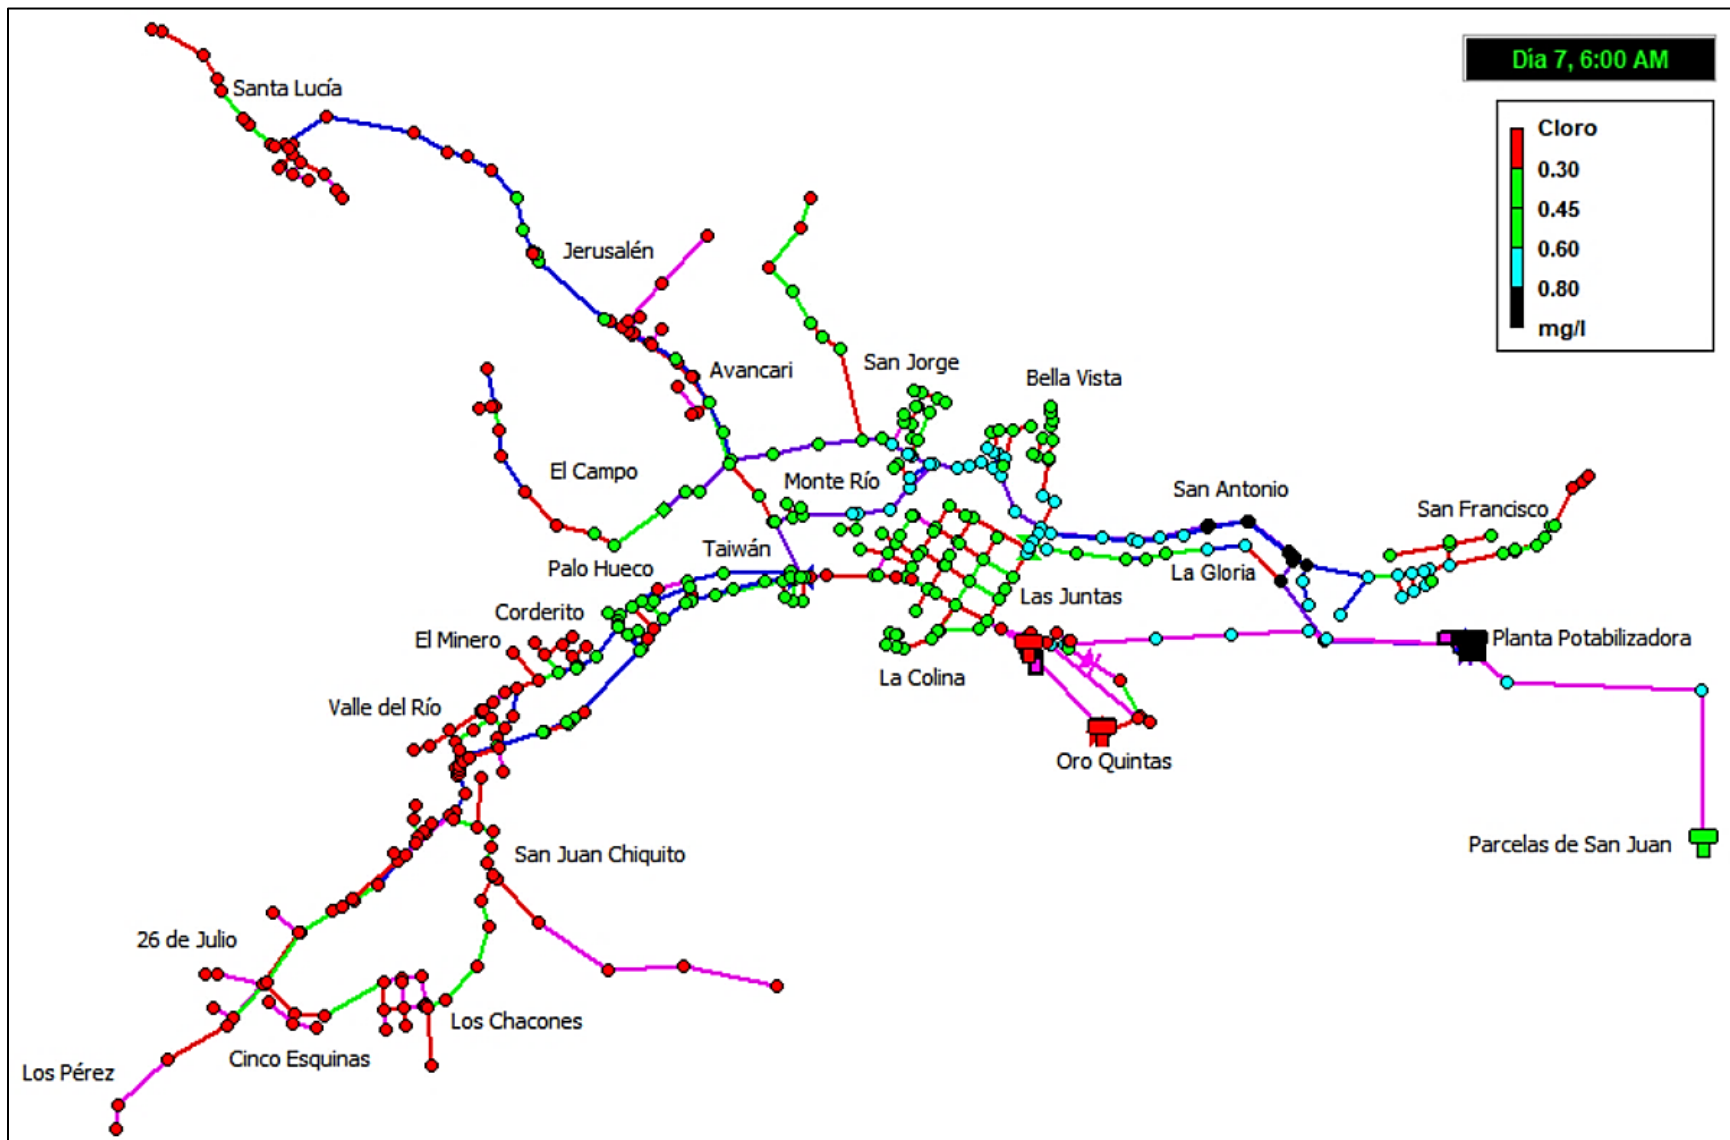 Día 7, 6:00 AM
Cloro
0.30
0.45
0.60
0.80
mg/l
Santa Lucía
Jerusalén
Avancari
San Jorge
Bella Vista
El Campo
Monte Río
San Antonio
San Francisco
Taiwán
Palo Hueco
La Gloria
Las Juntas
Corderito
El Minero
Planta Potabilizadora
La Colina
Valle del Río
Oro Quintas
San Juan Chiquito
Parcelas de San Juan
26 de Julio
Los Chacones
Cinco Esquinas
Los Pérez